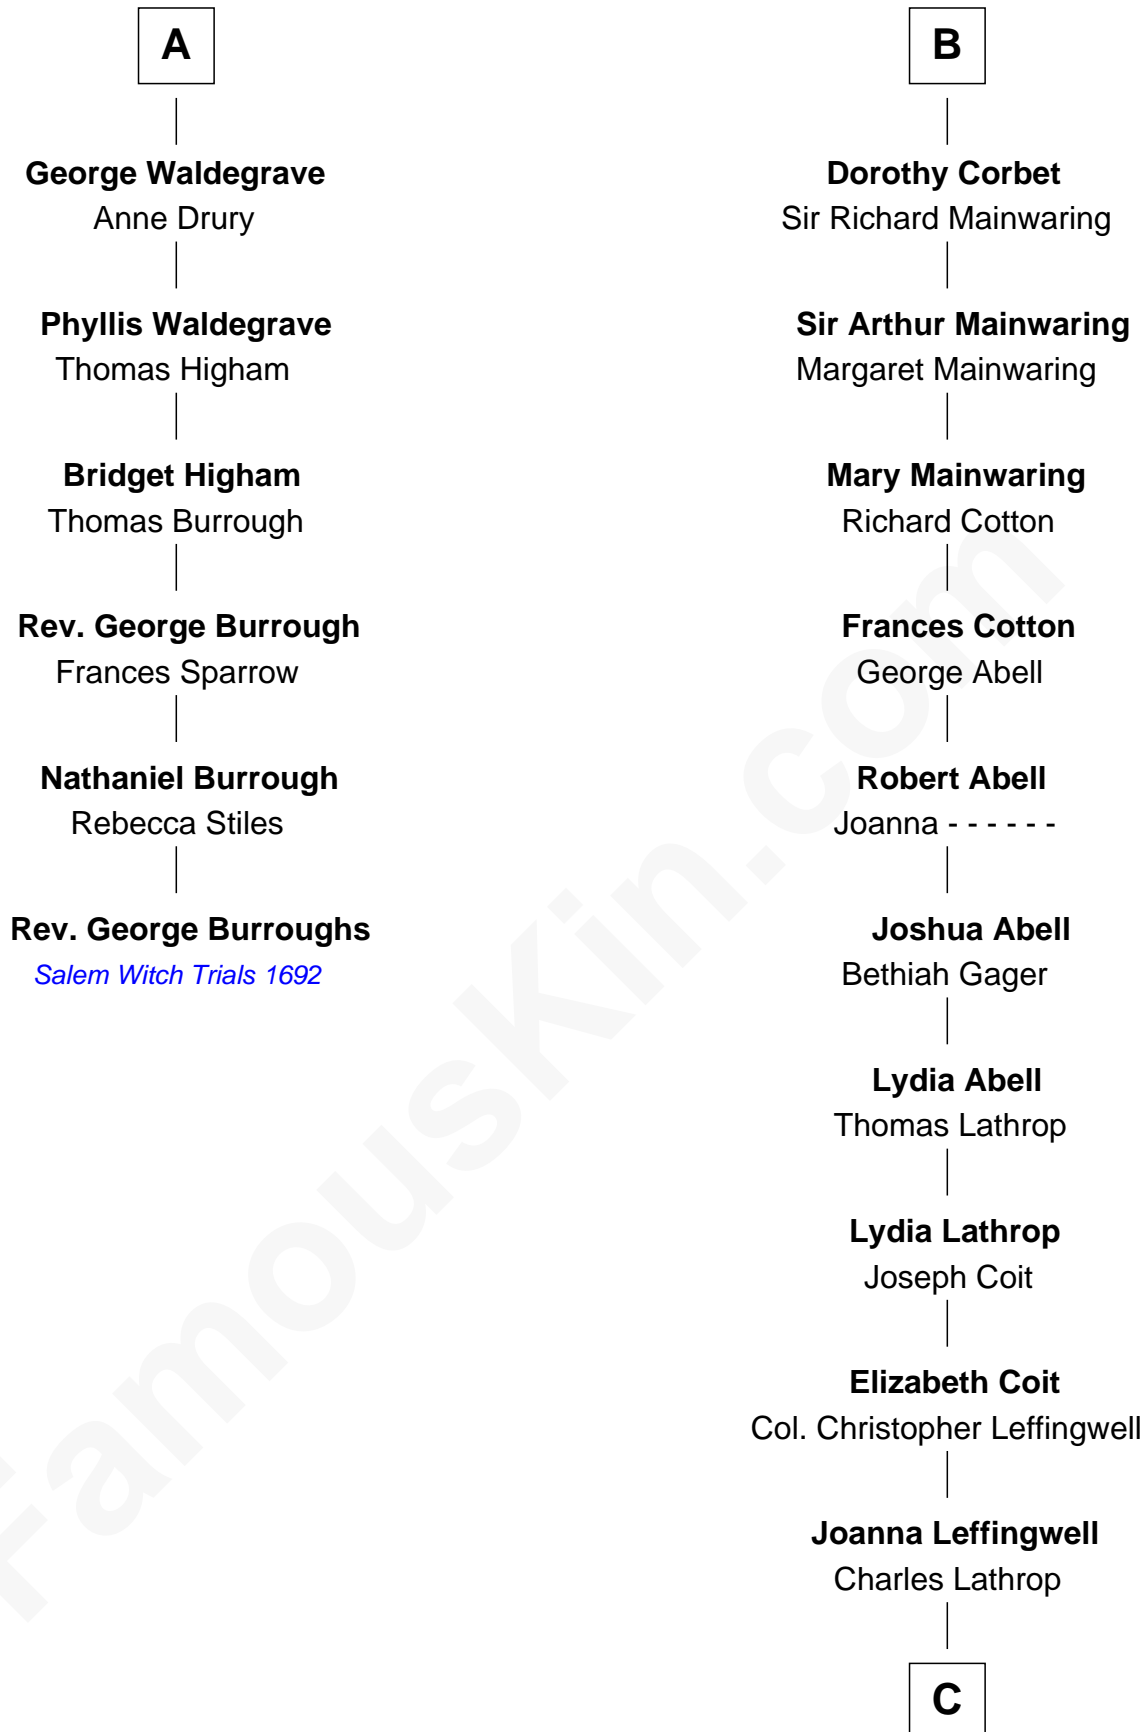 A
George Waldegrave
Anne Drury
Phyllis Waldegrave
Thomas Higham
Bridget Higham
Thomas Burrough
Rev. George Burrough
Frances Sparrow
Nathaniel Burrough
Rebecca Stiles
Rev. George Burroughs
Salem Witch Trials 1692
B
Dorothy Corbet
Sir Richard Mainwaring
Sir Arthur Mainwaring
Margaret Mainwaring
Mary Mainwaring
Richard Cotton
Frances Cotton
George Abell
Robert Abell
Joanna - - - - - -
Joshua Abell
Bethiah Gager
Lydia Abell
Thomas Lathrop
Lydia Lathrop
Joseph Coit
Elizabeth Coit
Col. Christopher Leffingwell
Joanna Leffingwell
Charles Lathrop
C
FamousKin.com